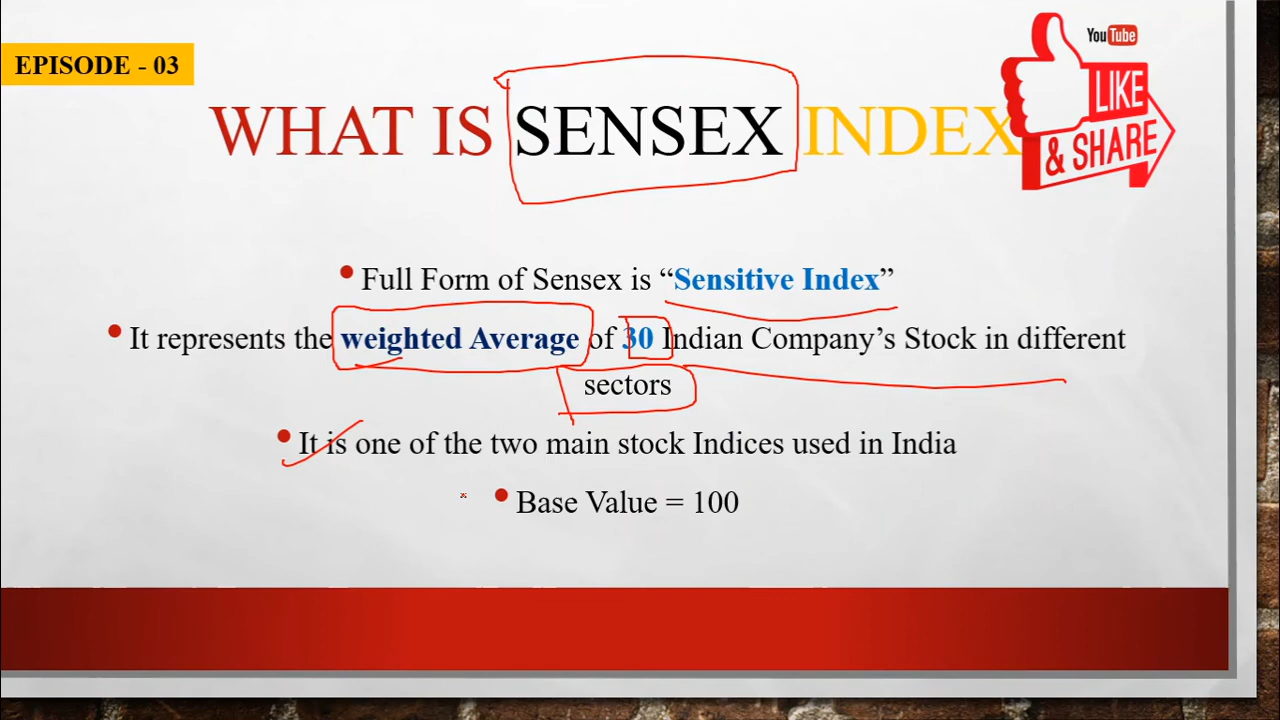 EPISODE - 03
YouTube
WHAT IS SENSEX INDEX
LIKE
& SHARE
Full Form of Sensex is “Sensitive Index”
It represents the weighted Average of 30 Indian Company’s Stock in different
sectors
It is one of the two main stock Indices used in India
Base Value = 100